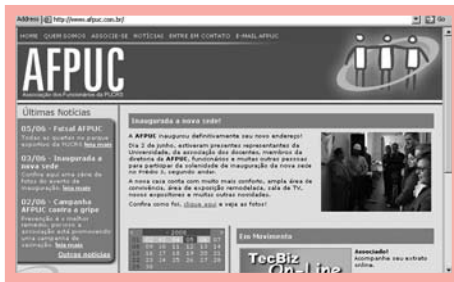 Address http://www.afpuc.com.br/
Go
HOME QUEM SOMOS ASSOCIE-SE NOTÍCIAS ENTRE EM CONTATO E-MAIL AFPUC
AFPUC
Associação dos Funcionários da PUCRS
Últimas Notícias
05/06 - Futsal AFPUC
Todas as quartas no parque
esportivo da PUCRS leia mais
03/06 - Inaugurada a
nova sede
Confira aqui uma série de
fotos do evento de
inauguração. leia mais
02/06 - Campanha
AFPUC contra a gripe
Prevenção é o melhor
remédio, por isso a
associação está promovendo
uma campanha de
vacinação. leia mais
Outras notícias
Inaugurada a nova sede!
A AFPUC inaugurou definitivamente seu novo endereço!
Dia 2 de junho, estiveram presentes representantes da
Universidade, da associação dos docentes, membros da
diretoria da AFPUC, funcionários e muitas outras pessoas
para participar da solenidade de inauguração da nova sede
no Prédio 8, segundo andar.
A nova casa conta com muito mais conforto, ampla área de
convivência, área de exposição remodelada, sala de TV,
novos expositores e muitas outras novidades.
Confira como foi, clique aqui e veja as fotos!
2008
Em Movimento
TecBiz
On-Line
Associado!
Acompanhe seu extrato
online.